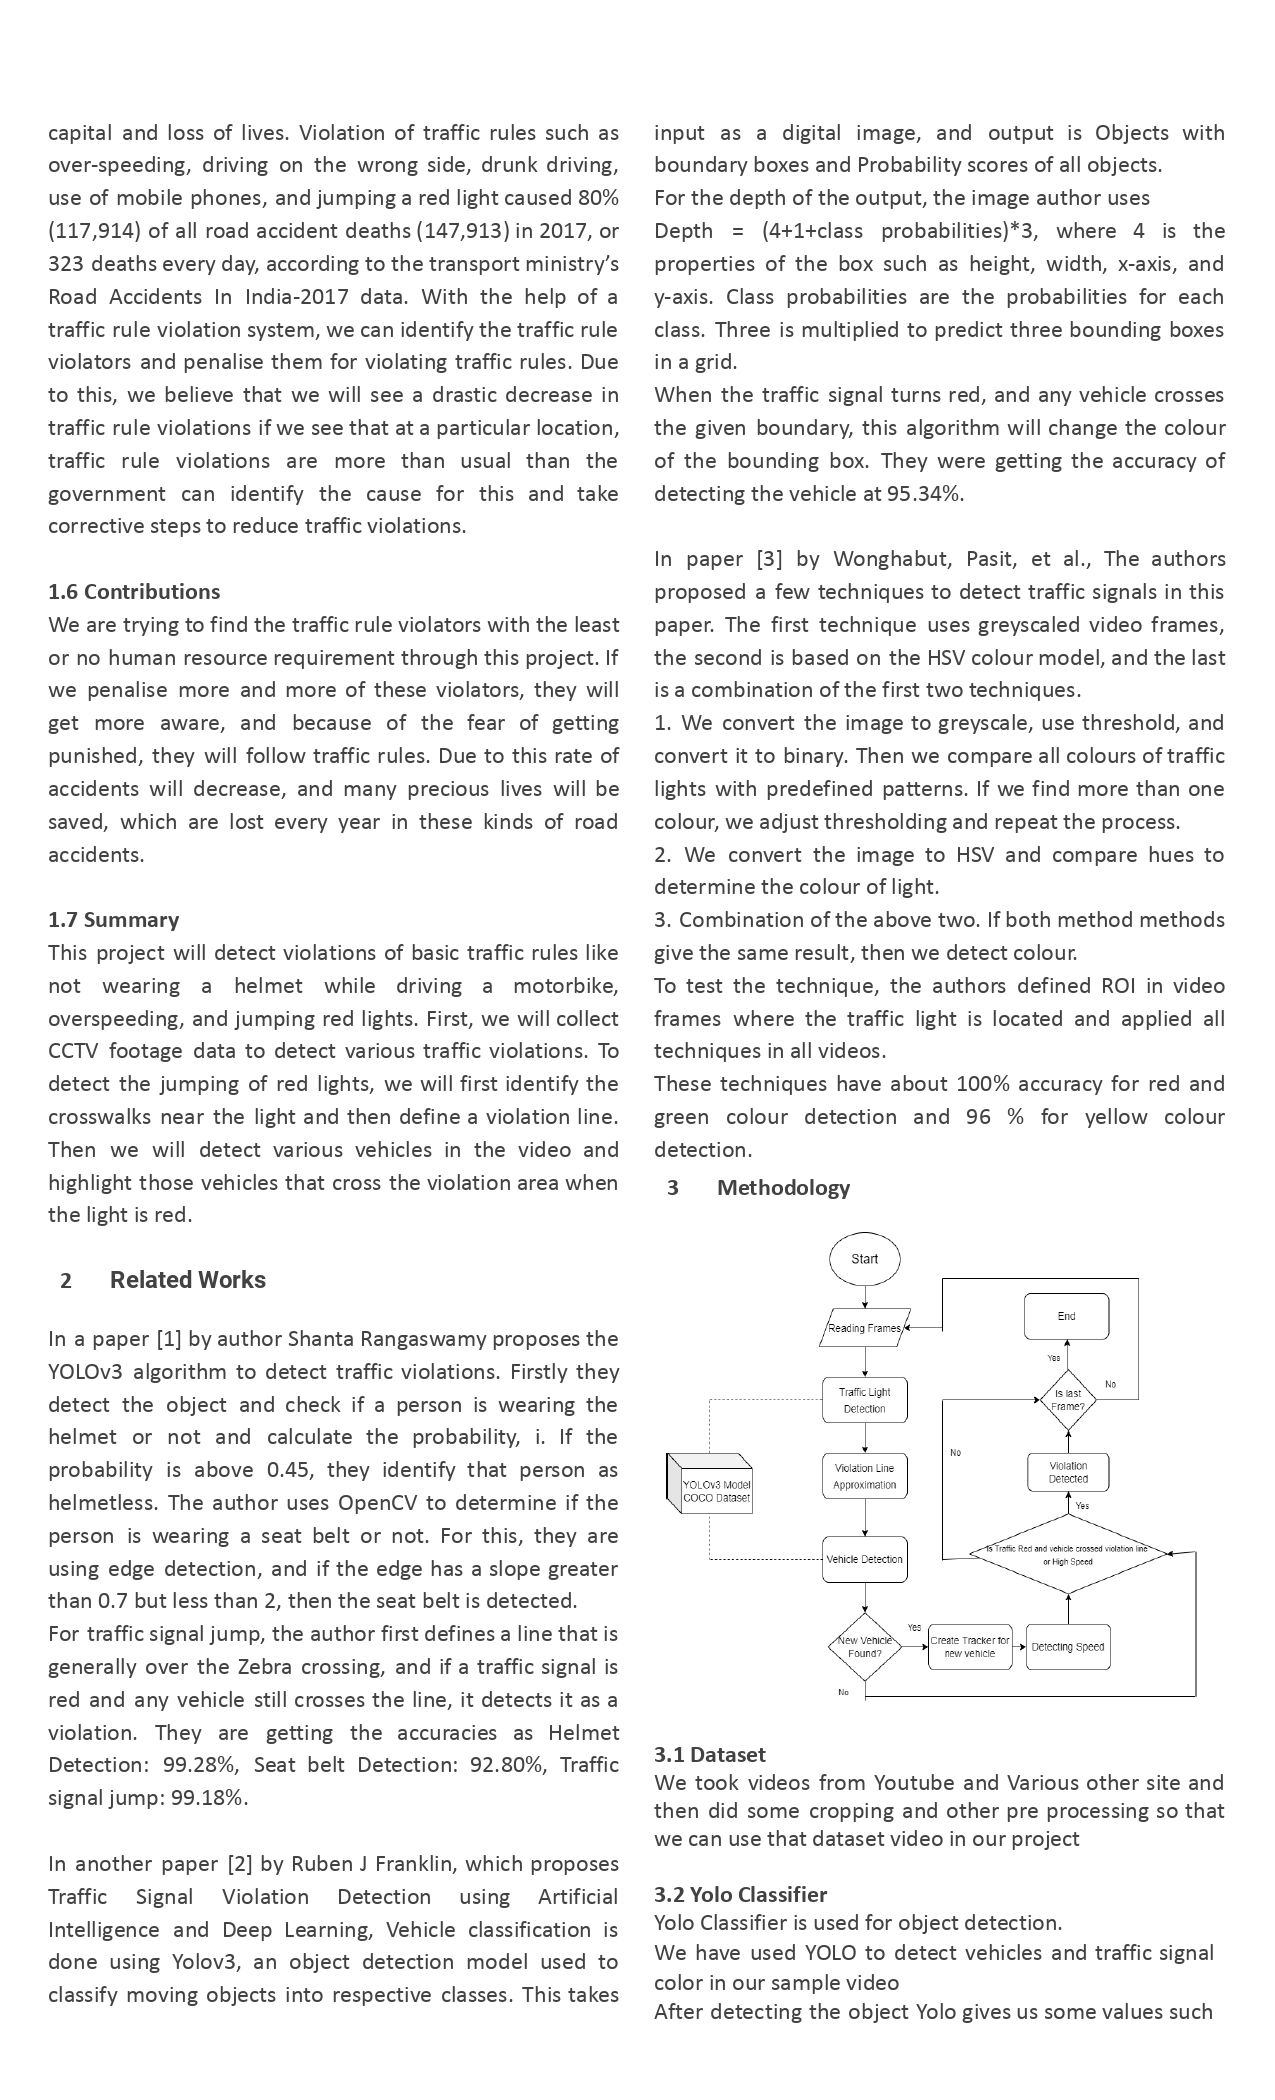 capital and loss of lives. Violation of traffic rules such as
over-speeding, driving on the wrong side, drunk driving,
use of mobile phones, and jumping a red light caused 80%
(117,914) of all road accident deaths (147,913) in 2017, or
323 deaths every day, according to the transport ministry’s
Road Accidents In India-2017 data. With the help of a
traffic rule violation system, we can identify the traffic rule
violators and penalise them for violating traffic rules. Due
to this, we believe that we will see a drastic decrease in
traffic rule violations if we see that at a particular location,
traffic rule violations are more than usual than the
government can identify the cause for this and take
corrective steps to reduce traffic violations.
1.6 Contributions
We are trying to find the traffic rule violators with the least
or no human resource requirement through this project. If
we penalise more and more of these violators, they will
get more aware, and because of the fear of getting
punished, they will follow traffic rules. Due to this rate of
accidents will decrease, and many precious lives will be
saved, which are lost every year in these kinds of road
accidents.
1.7 Summary
This project will detect violations of basic traffic rules like
not wearing a helmet while driving a motorbike,
overspeeding, and jumping red lights. First, we will collect
CCTV footage data to detect various traffic violations. To
detect the jumping of red lights, we will first identify the
crosswalks near the light and then define a violation line.
Then we will detect various vehicles in the video and
highlight those vehicles that cross the violation area when
the light is red.
2 Related Works
In a paper [1] by author Shanta Rangaswamy proposes the
YOLOv3 algorithm to detect traffic violations. Firstly they
detect the object and check if a person is wearing the
helmet or not and calculate the probability, i. If the
probability is above 0.45, they identify that person as
helmetless. The author uses OpenCV to determine if the
person is wearing a seat belt or not. For this, they are
using edge detection, and if the edge has a slope greater
than 0.7 but less than 2, then the seat belt is detected.
For traffic signal jump, the author first defines a line that is
generally over the Zebra crossing, and if a traffic signal is
red and any vehicle still crosses the line, it detects it as a
violation. They are getting the accuracies as Helmet
Detection: 99.28%, Seat belt Detection: 92.80%, Traffic
signal jump: 99.18%.
In another paper [2] by Ruben J Franklin, which proposes
Traffic Signal Violation Detection using Artificial
Intelligence and Deep Learning, Vehicle classification is
done using Yolov3, an object detection model used to
classify moving objects into respective classes. This takes
input as a digital image, and output is Objects with
boundary boxes and Probability scores of all objects.
For the depth of the output, the image author uses
Depth = (4+1+class probabilities)*3, where 4 is the
properties of the box such as height, width, x-axis, and
y-axis. Class probabilities are the probabilities for each
class. Three is multiplied to predict three bounding boxes
in a grid.
When the traffic signal turns red, and any vehicle crosses
the given boundary, this algorithm will change the colour
of the bounding box. They were getting the accuracy of
detecting the vehicle at 95.34%.
In paper [3] by Wonghabut, Pasit, et al., The authors
proposed a few techniques to detect traffic signals in this
paper. The first technique uses greyscaled video frames,
the second is based on the HSV colour model, and the last
is a combination of the first two techniques.
1. We convert the image to greyscale, use threshold, and
convert it to binary. Then we compare all colours of traffic
lights with predefined patterns. If we find more than one
colour, we adjust thresholding and repeat the process.
2. We convert the image to HSV and compare hues to
determine the colour of light.
3. Combination of the above two. If both method methods
give the same result, then we detect colour.
To test the technique, the authors defined ROI in video
frames where the traffic light is located and applied all
techniques in all videos.
These techniques have about 100% accuracy for red and
green colour detection and 96 % for yellow colour
detection.
3 Methodology
Start
Reading Frames
Traffic Light
Detection
YOLOv3 Model
COCO Dataset
Violation Line
Approximation
Vehicle Detection
New Vehicle
Found?
Yes
No
Create Tracker for
new vehicle
Detecting Speed
Is Traffic Red and vehicle crossed violation line
or High Speed
Yes
No
Violation
Detected
Is last
Frame?
Yes
No
End
3.1 Dataset
We took videos from Youtube and Various other site and
then did some cropping and other pre processing so that
we can use that dataset video in our project
3.2 Yolo Classifier
Yolo Classifier is used for object detection.
We have used YOLO to detect vehicles and traffic signal
color in our sample video
After detecting the object Yolo gives us some values such